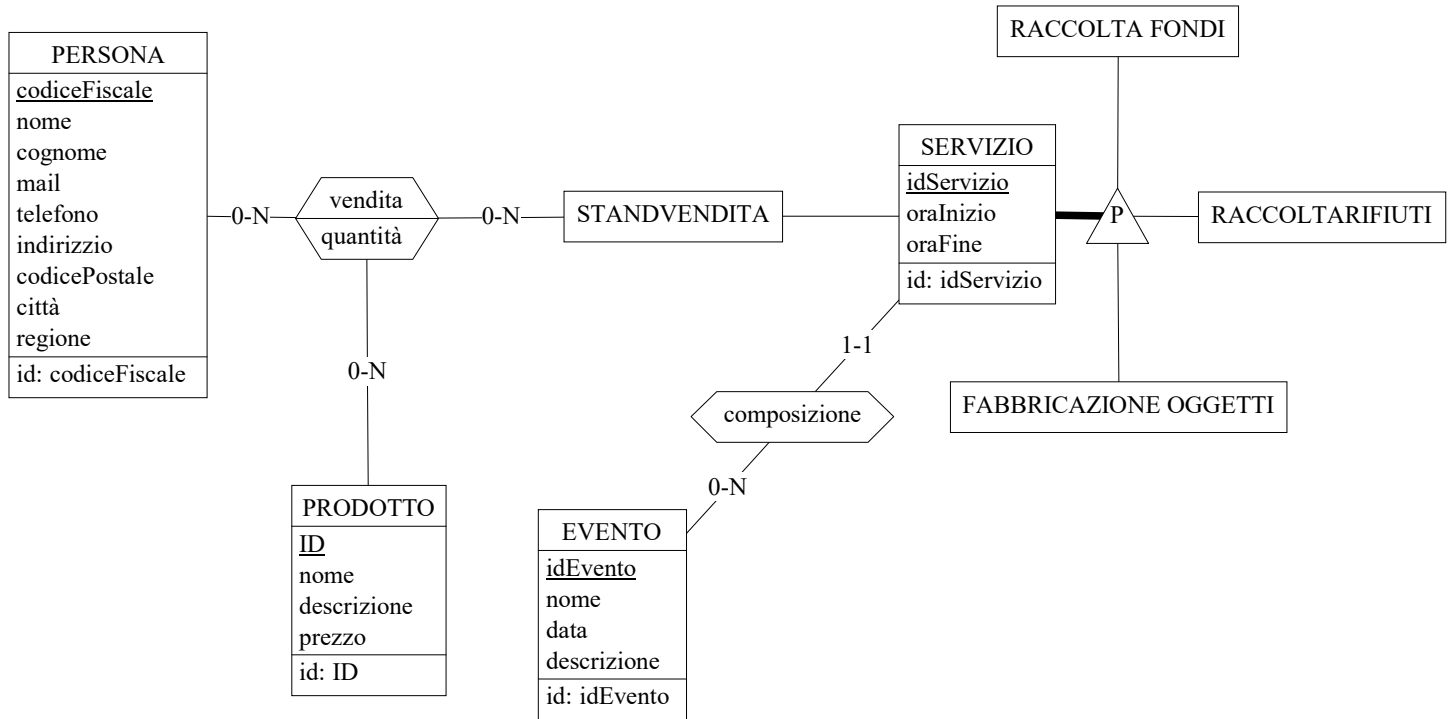 RACCOLTA FONDI
PERSONA
codiceFiscale
nome
cognome
mail
telefono
indirizzio
codicePostale
città
regione
id: codiceFiscale
0-N
vendita
quantità
0-N
STANDVENDITA
SERVIZIO
idServizio
oraInizio
oraFine
id: idServizio
P
RACCOLTARIFIUTI
0-N
1-1
FABBRICAZIONE OGGETTI
composizione
0-N
PRODOTTO
ID
nome
descrizione
prezzo
id: ID
EVENTO
idEvento
nome
data
descrizione
id: idEvento